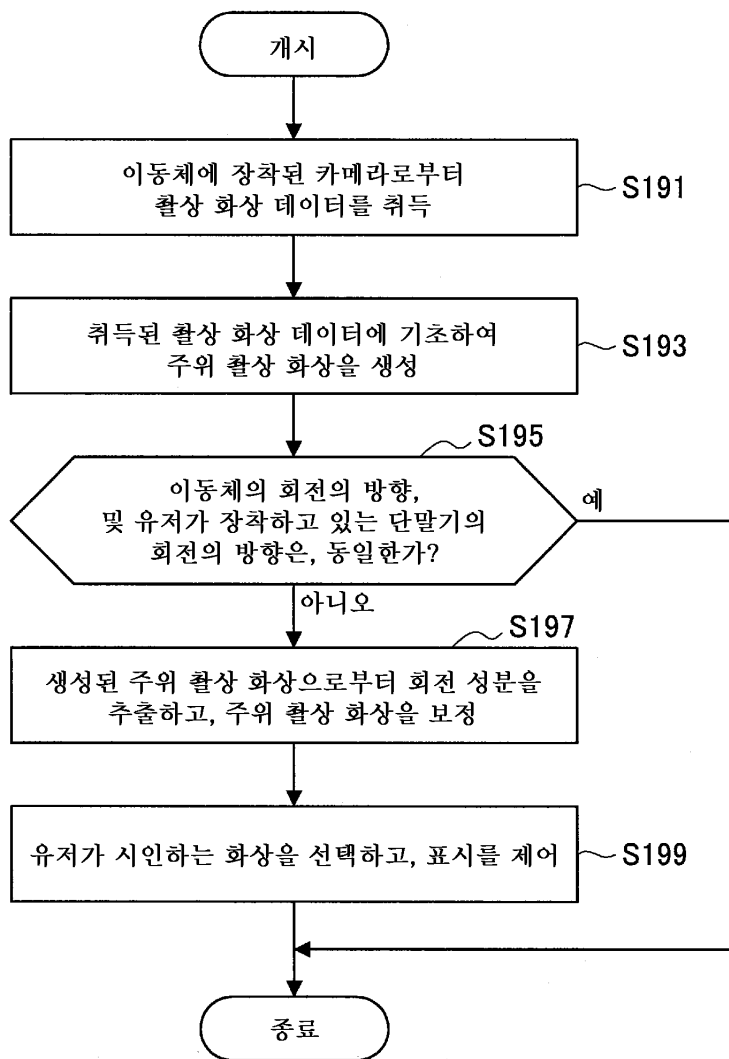 개시
이동체에 장착된 카메라로부터
촬상 화상 데이터를 취득
S191
취득된 촬상 화상 데이터에 기초하여
주위 촬상 화상을 생성
S193
S195
이동체의 회전의 방향,
및 유저가 장착하고 있는 단말기의
회전의 방향은, 동일한가?
예
아니오
S197
생성된 주위 촬상 화상으로부터 회전 성분을
추출하고, 주위 촬상 화상을 보정
유저가 시인하는 화상을 선택하고, 표시를 제어
S199
종료